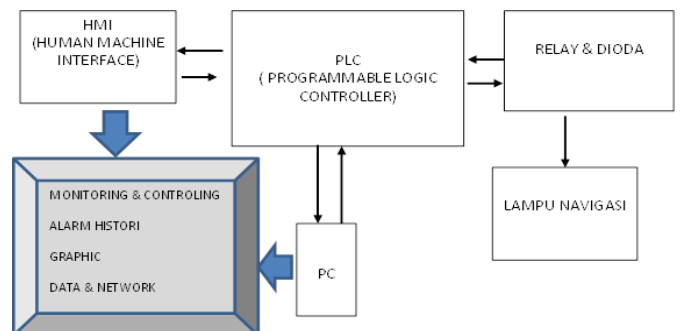 HMI
(HUMAN MACHINE
INTERFACE)
PLC
( PROGRAMMABLE LOGIC
CONTROLLER)
RELAY & DIODA
MONITORING & CONTROLING
ALARM HISTORI
GRAPHIC
DATA & NETWORK
PC
LAMPU NAVIGASI